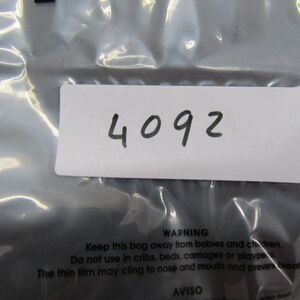 4092
WARNING
Keep this bag away from babies and children.
Do not use in cribs, beds, carriages or playpens.
The thin film may cling to nose and mouth and prevent
AVISO